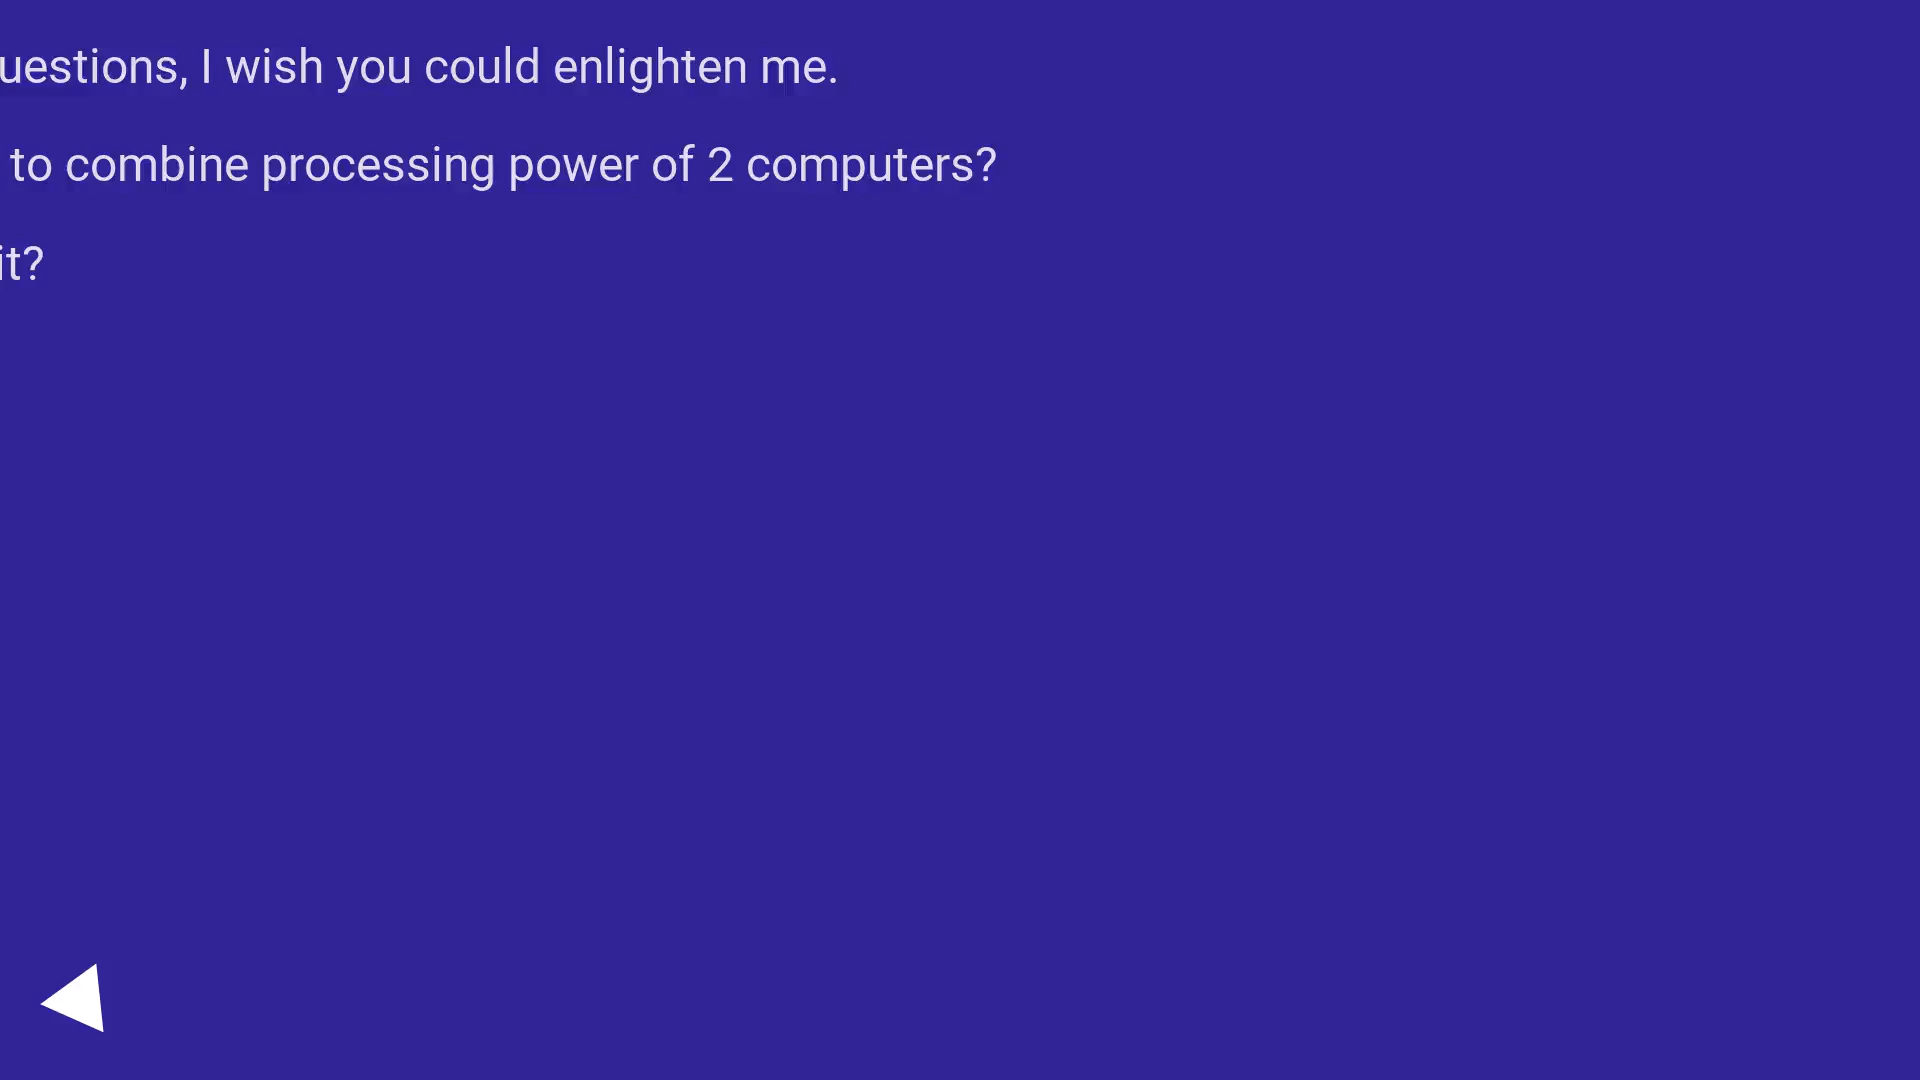 uestions, I wish you could enlighten me.
to combine processing power of 2 computers?
it?